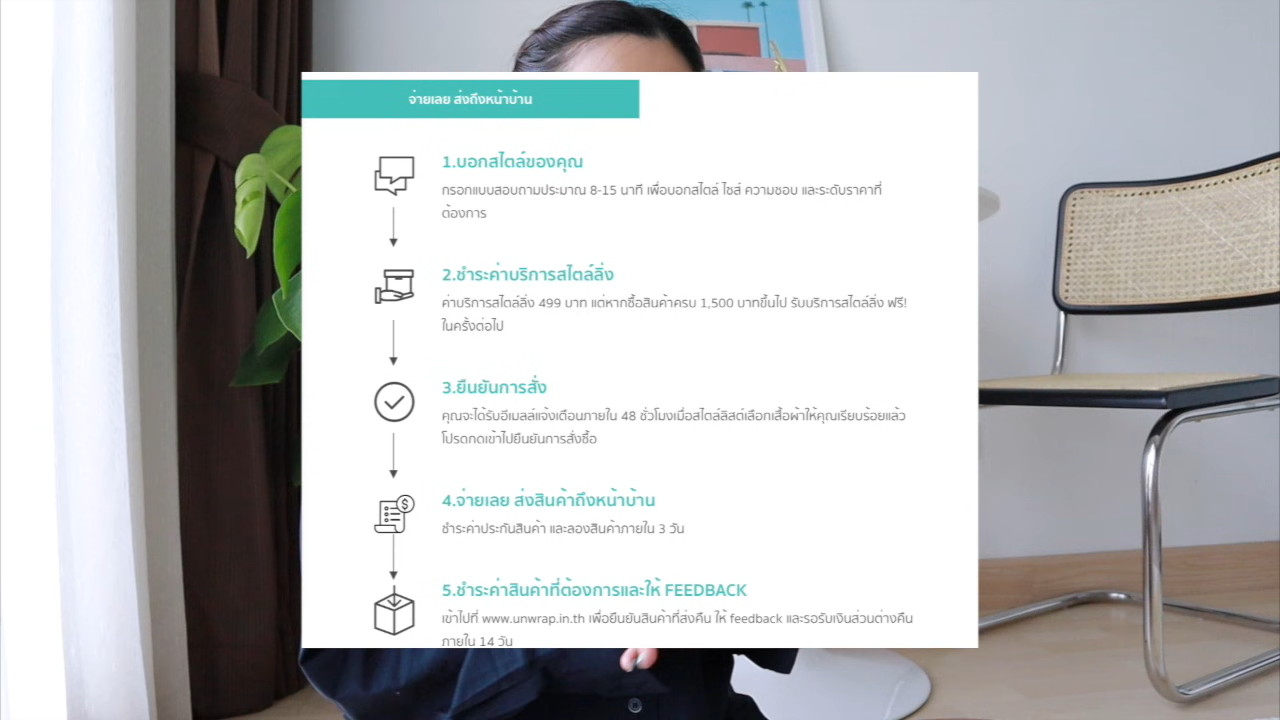 จ่ายเลย ส่งถึงหน้าบ้าน
1.บอกสไตล์ของคุณ
กรอกแบบสอบถามประมาณ 8-15 นาที เพื่อบอกสไตล์ ไซส์ ความชอบ และระดับราคาที่
ต้องการ
2.ชำระค่าบริการสไตล์ลิ่ง
ค่าบริการสไตล์ลิ่ง 499 บาท แต่หากซื้อสินค้าครบ 1,500 บาทขึ้นไป รับบริการสไตล์ลิ่ง ฟรี!
ในครั้งต่อไป
3.ยืนยันการสั่ง
คุณจะได้รับอีเมลล์แจ้งเตือนภายใน 48 ชั่วโมงเมื่อสไตล์ลิสต์เลือกเสื้อผ้าให้คุณเรียบร้อยแล้ว
โปรดกดเข้าไปยืนยันการสั่งซื้อ
4.จ่ายเลย ส่งสินค้าถึงหน้าบ้าน
ชำระค่าประกันสินค้า และลองสินค้าภายใน 3 วัน
5.ชำระค่าสินค้าที่ต้องการและให้ FEEDBACK
เข้าไปที่ www.unwrap.in.th เพื่อยืนยันสินค้าที่ส่งคืน ให้ feedback และรอรับเงินส่วนต่างคืน
ภายใน 14 วัน